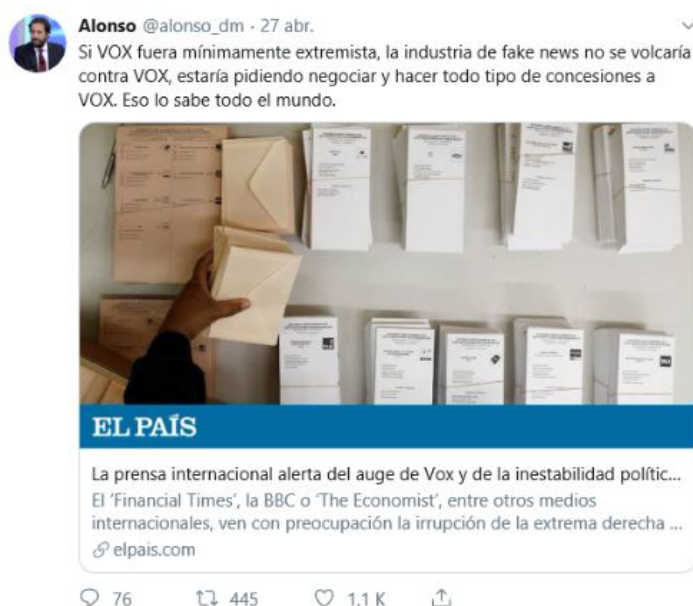 Alonso @alonso_dm · 27 abr.
Si VOX fuera mínimamente extremista, la industria de fake news no se volcaría
contra VOX, estaría pidiendo negociar y hacer todo tipo de concesiones a
VOX. Eso lo sabe todo el mundo.
EL PAÍS
La prensa internacional alerta del auge de Vox y de la inestabilidad polític...
El 'Financial Times', la BBC o 'The Economist', entre otros medios
internacionales, ven con preocupación la irrupción de la extrema derecha ...
elpais.com
76 445 1,1 K